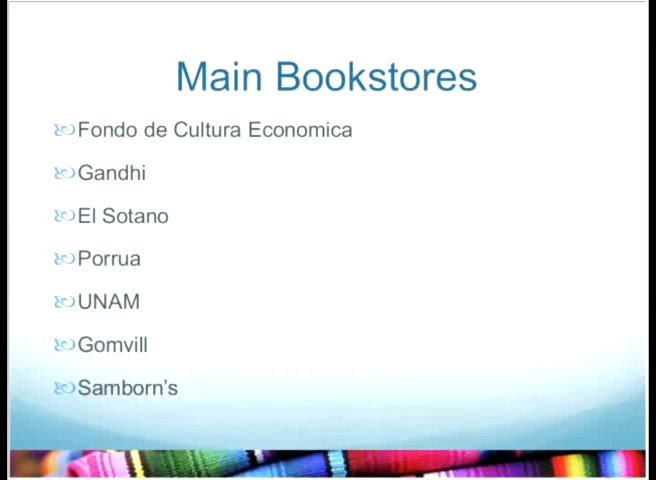 Main Bookstores
Fondo de Cultura Economica
Gandhi
El Sotano
Porrua
UNAM
Gomvill
Samborn's